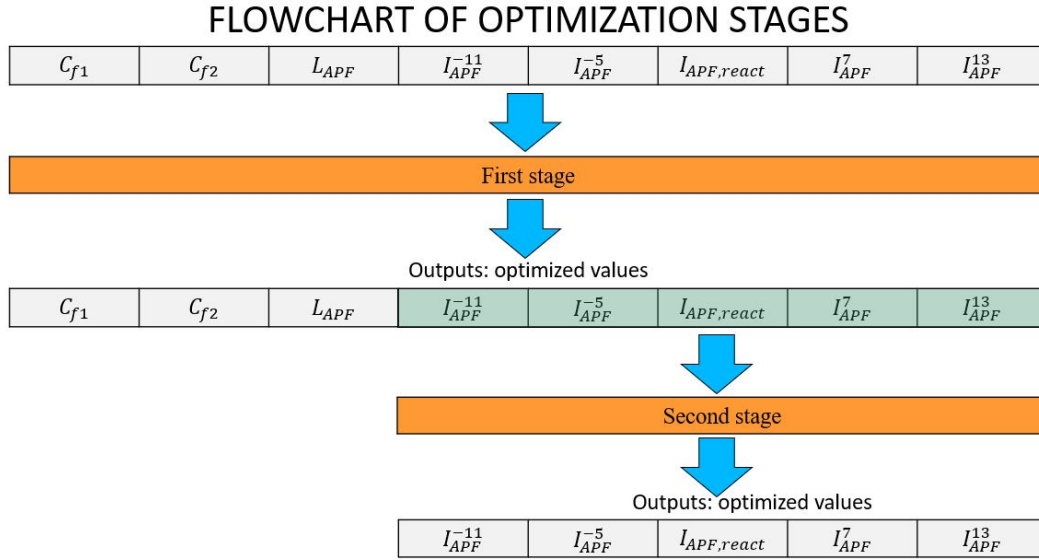 FLOWCHART OF OPTIMIZATION STAGES
C_{f1} C_{f2} L_{APF} I_{APF}^{-11} I_{APF}^{-5} I_{APF,react} I_{APF}^{7} I_{APF}^{13}
First stage
Outputs: optimized values
C_{f1} C_{f2} L_{APF} I_{APF}^{-11} I_{APF}^{-5} I_{APF,react} I_{APF}^{7} I_{APF}^{13}
Second stage
Outputs: optimized values
I_{APF}^{-11} I_{APF}^{-5} I_{APF,react} I_{APF}^{7} I_{APF}^{13}